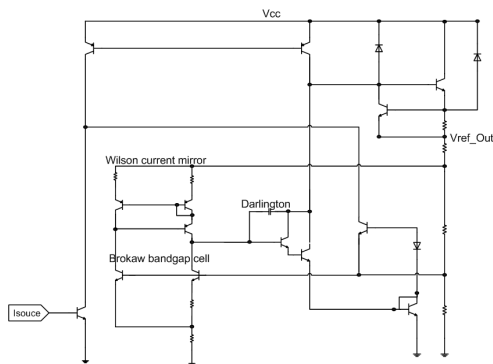 Vcc
Vref_Out
Wilson current mirror
Darlington
Brokaw bandgap cell
Isouce